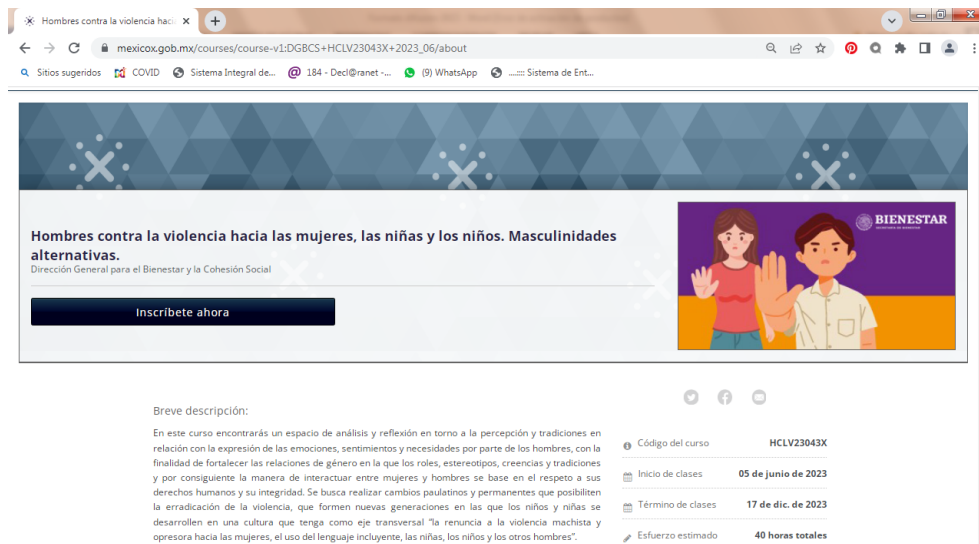 Hombres contra la violencia haci
mexicox.gob.mx/courses/course-v1:DGBCS+HCLV23043X+2023_06/about
Sitios sugeridos COVID Sistema Integral de... 184 - Decl@ranet -... (9) WhatsApp ...:::: Sistema de Ent...
BIENESTAR
Hombres contra la violencia hacia las mujeres, las niñas y los niños. Masculinidades
alternativas.
Dirección General para el Bienestar y la Cohesión Social
Inscríbete ahora
Breve descripción:
En este curso encontrarás un espacio de análisis y reflexión en torno a la percepción y tradiciones en
relación con la expresión de las emociones, sentimientos y necesidades por parte de los hombres, con la
finalidad de fortalecer las relaciones de género en la que los roles, estereotipos, creencias y tradiciones
y por consiguiente la manera de interactuar entre mujeres y hombres se base en el respeto a sus
derechos humanos y su integridad. Se busca realizar cambios paulatinos y permanentes que posibiliten
la erradicación de la violencia, que formen nuevas generaciones en las que los niños y niñas se
desarrollen en una cultura que tenga como eje transversal "la renuncia a la violencia machista y
opresora hacia las mujeres, el uso del lenguaje incluyente, las niñas, los niños y los otros hombres".
Código del curso HCLV23043X
Inicio de clases 05 de junio de 2023
Término de clases 17 de dic. de 2023
Esfuerzo estimado 40 horas totales